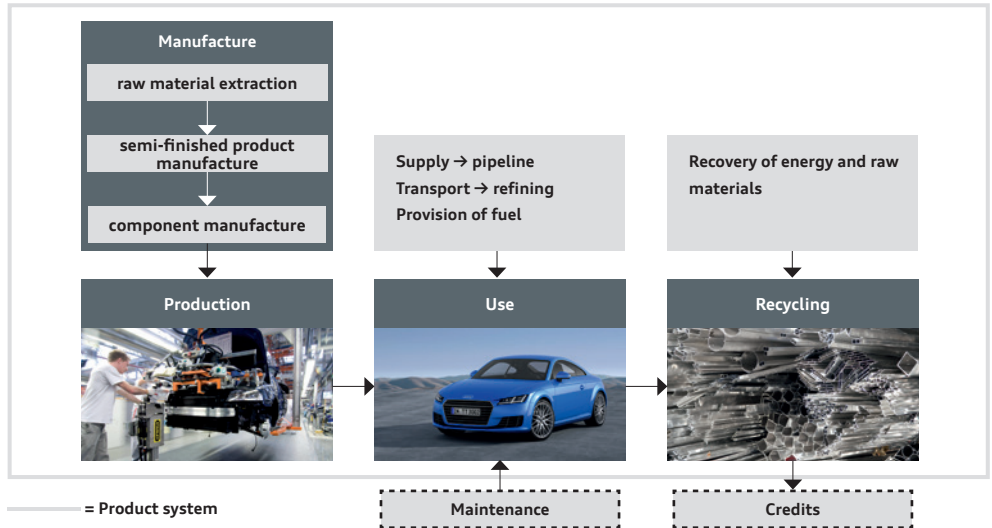 Manufacture
raw material extraction
semi-finished product
manufacture
component manufacture
Supply → pipeline
Transport → refining
Provision of fuel
Recovery of energy and raw
materials
Production
Use
Recycling
= Product system
Maintenance
Credits